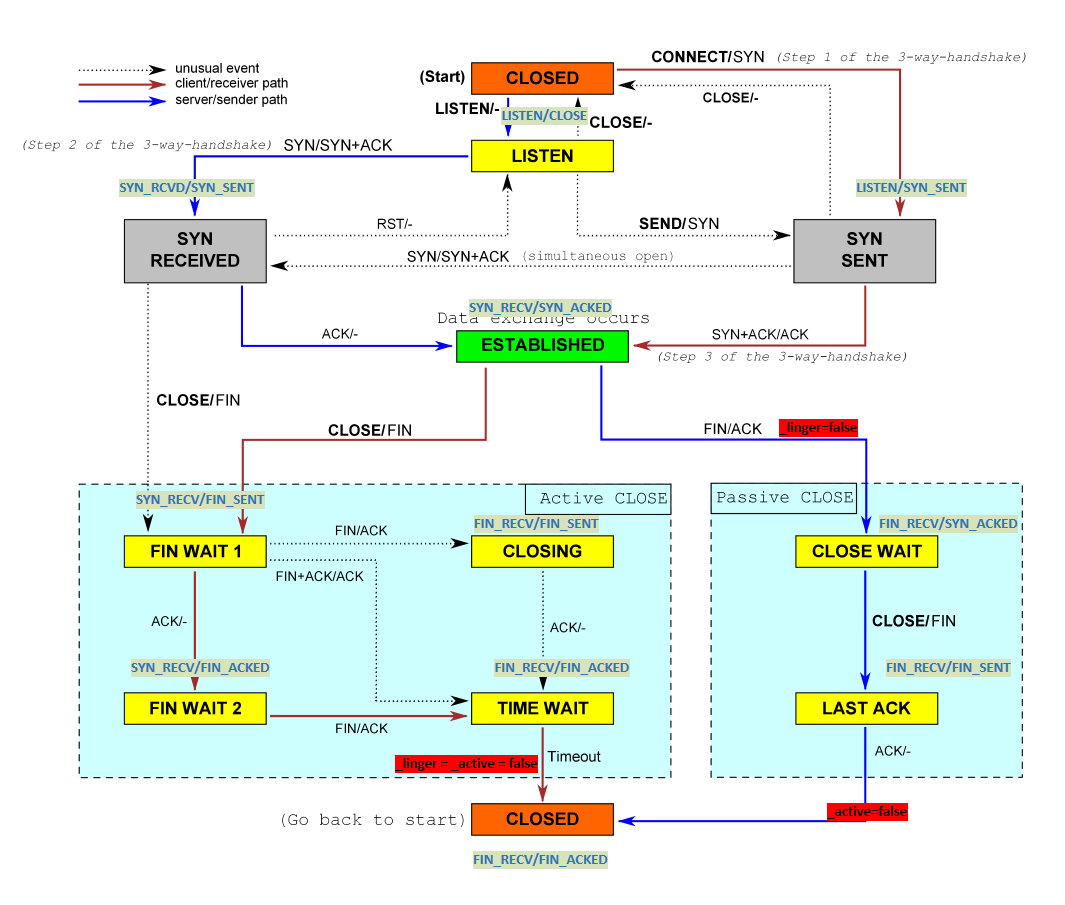 unusual event
client/receiver path
server/sender path
CONNECT/SYN (Step 1 of the 3-way-handshake)
(Start) CLOSED
CLOSE/-
LISTEN/-
LISTEN/CLOSE
CLOSE/-
(Step 2 of the 3-way-handshake) SYN/SYN+ACK
LISTEN
SYN_RCVD/SYN_SENT
LISTEN/SYN_SENT
RST/-
SEND/SYN
SYN
RECEIVED
SYN
SENT
SYN/SYN+ACK (simultaneous open)
SYN_RECV/SYN_ACKED
Data exchange occurs
ACK/-
ESTABLISHED
SYN+ACK/ACK
(Step 3 of the 3-way-handshake)
CLOSE/FIN
CLOSE/FIN
FIN/ACK
_linger=false
SYN_RECV/FIN_SENT
Active CLOSE
Passive CLOSE
FIN_RECV/FIN_SENT
FIN_RECV/SYN_ACKED
FIN/ACK
FIN WAIT 1
CLOSING
CLOSE WAIT
FIN+ACK/ACK
ACK/-
ACK/-
CLOSE/FIN
SYN_RECV/FIN_ACKED
FIN_RECV/FIN_ACKED
FIN_RECV/FIN_SENT
FIN WAIT 2
TIME WAIT
LAST ACK
FIN/ACK
ACK/-
_linger = _active = false
Timeout
_active=false
(Go back to start) CLOSED
FIN_RECV/FIN_ACKED